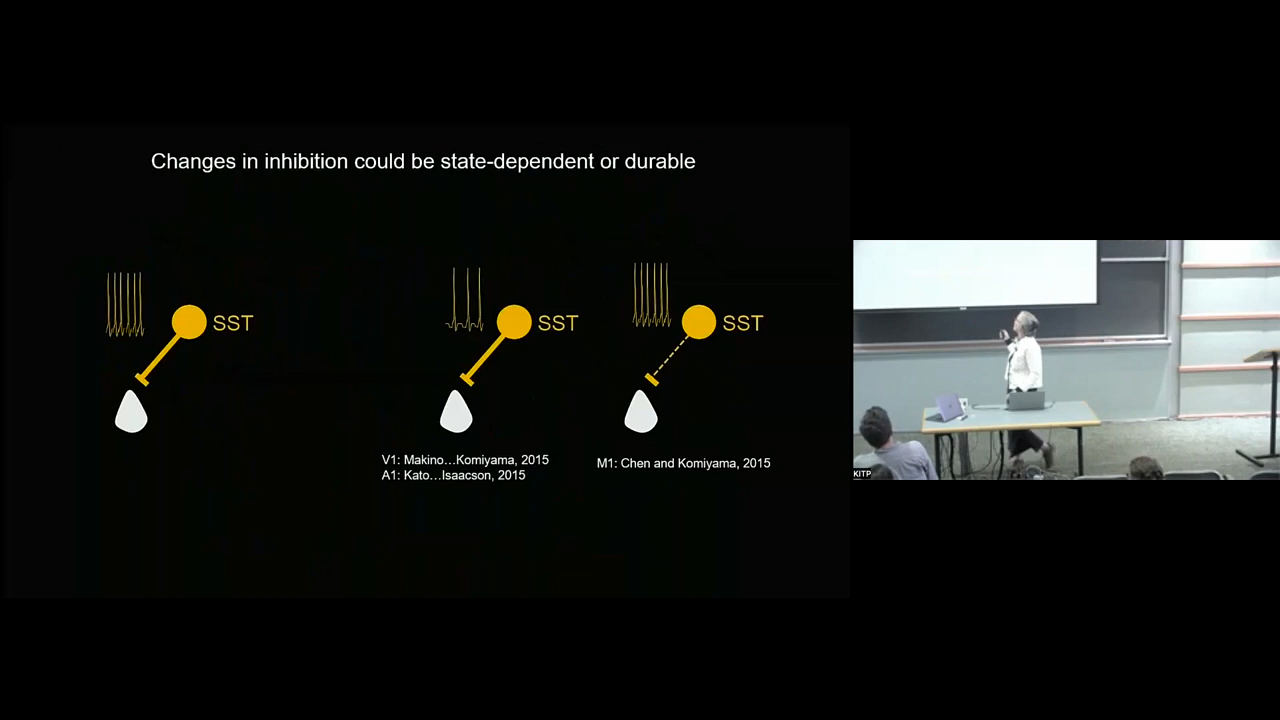 Changes in inhibition could be state-dependent or durable
SST
SST
SST
V1: Makino…Komiyama, 2015
A1: Kato…Isaacson, 2015
M1: Chen and Komiyama, 2015
KITP